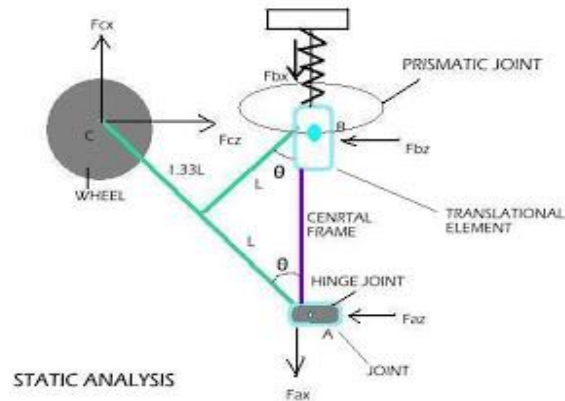 Fcx
Fbx
PRISMATIC JOINT
C
Fcz
B
Fbz
1.33L
WHEEL
θ
L
CENRTAL
FRAME
TRANSLATIONAL
ELEMENT
L
θ
HINGE JOINT
A
Faz
JOINT
STATIC ANALYSIS
Fax